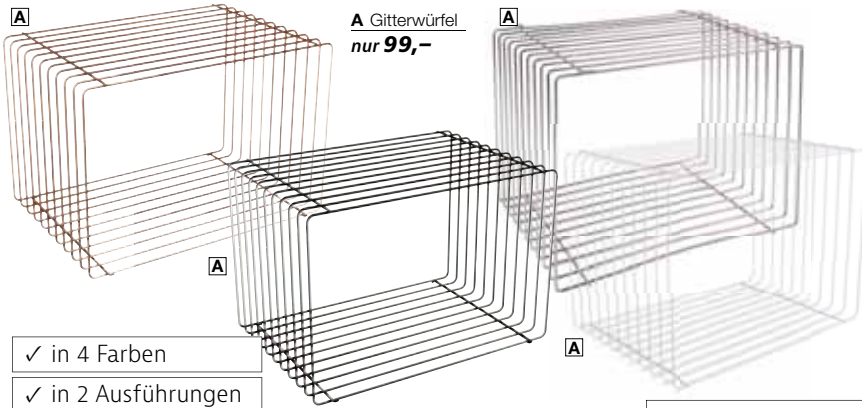 A
A Gitterwürfel
nur 99,–
A
A
A
✓ in 4 Farben
✓ in 2 Ausführungen